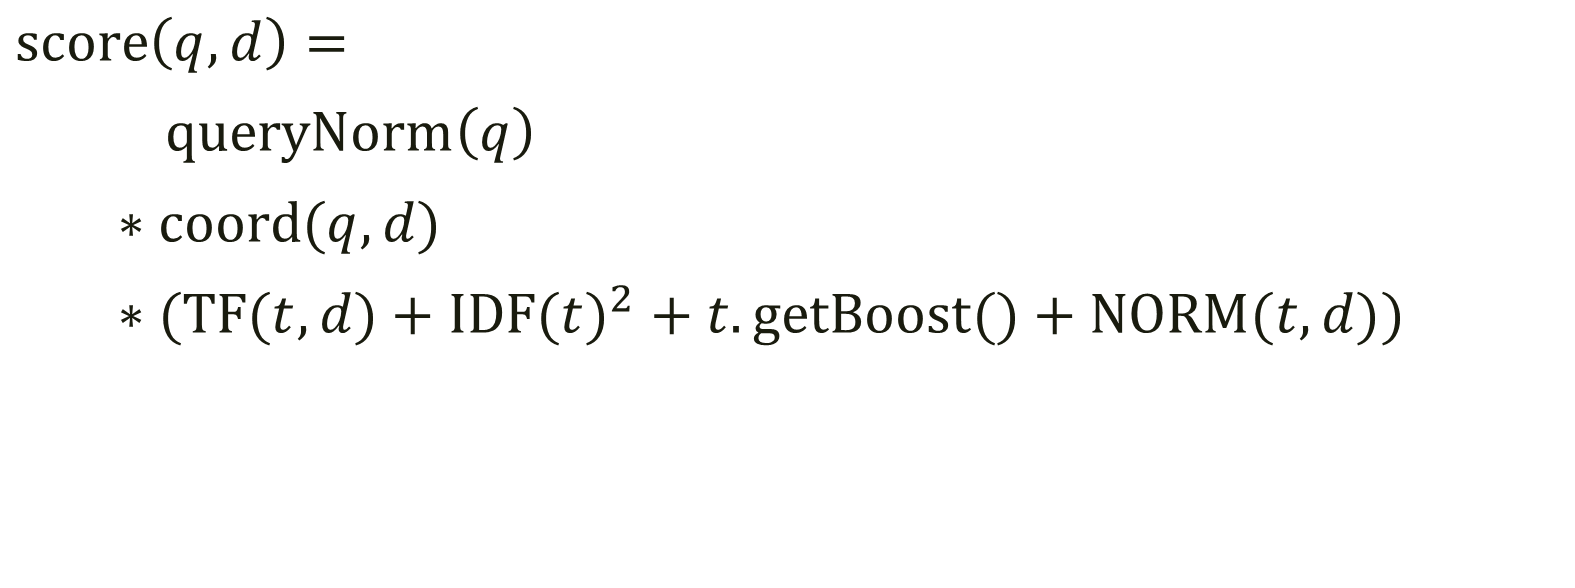 score(q, d) =
queryNorm(q)
* coord(q, d)
* (TF(t, d) + IDF(t)² + t. getBoost() + NORM(t, d))